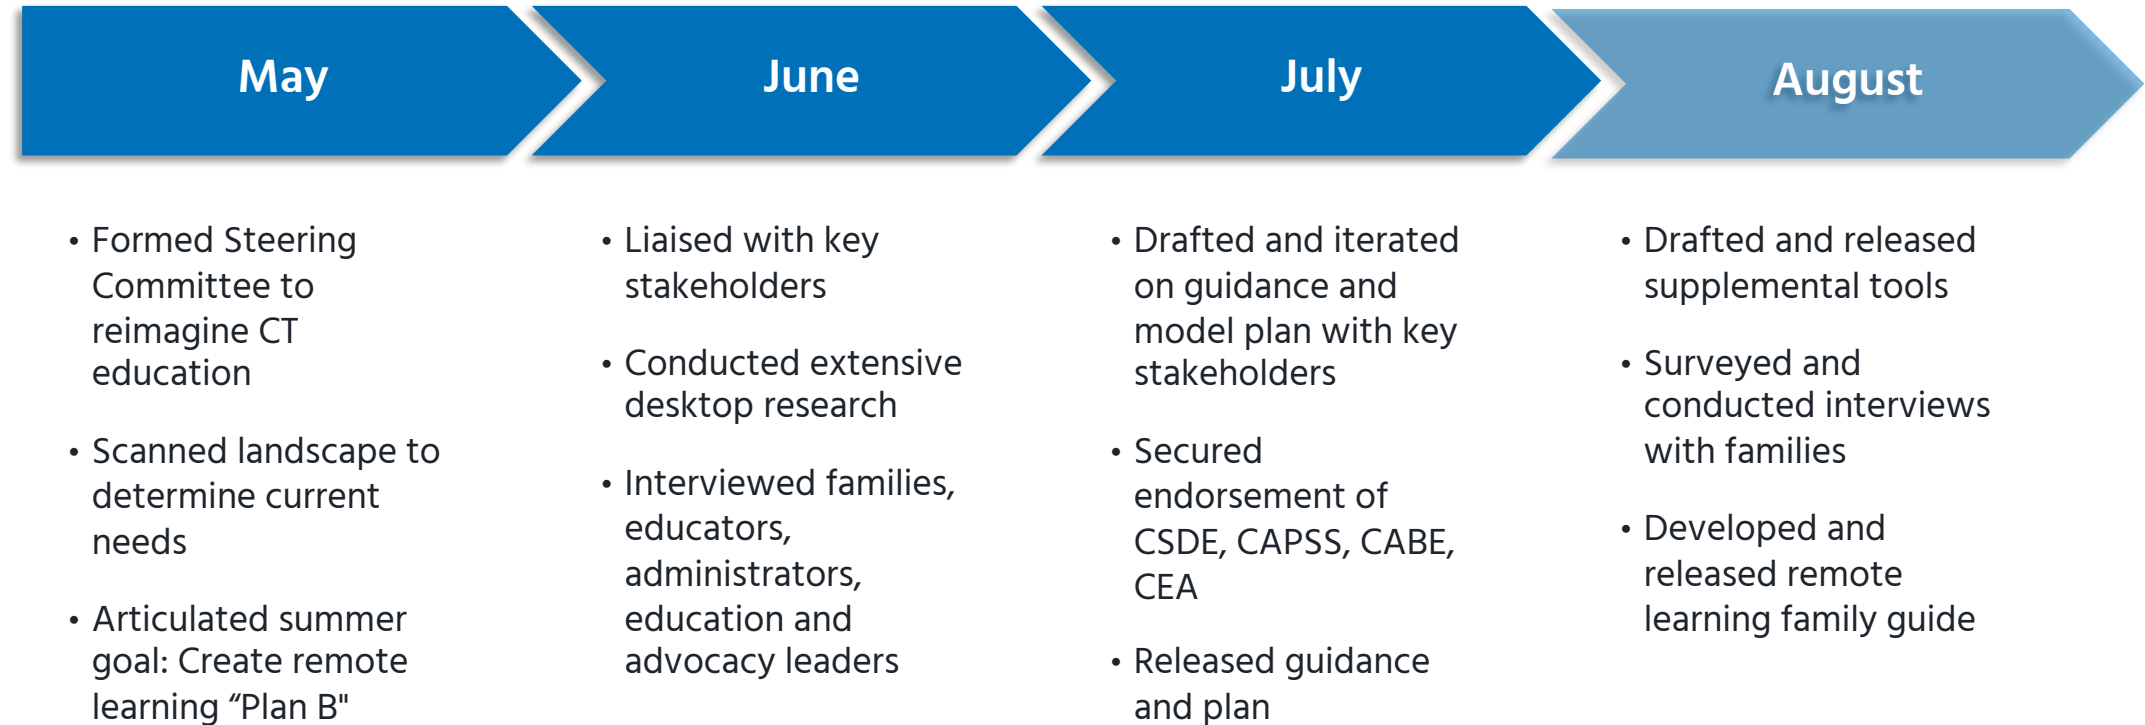 May
June
July
August
• Formed Steering
Committee to
reimagine CT
education
• Scanned landscape to
determine current
needs
• Articulated summer
goal: Create remote
learning “Plan B"
• Liaised with key
stakeholders
• Conducted extensive
desktop research
• Interviewed families,
educators,
administrators,
education and
advocacy leaders
• Drafted and iterated
on guidance and
model plan with key
stakeholders
• Secured
endorsement of
CSDE, CAPSS, CABE,
CEA
• Released guidance
and plan
• Drafted and released
supplemental tools
• Surveyed and
conducted interviews
with families
• Developed and
released remote
learning family guide